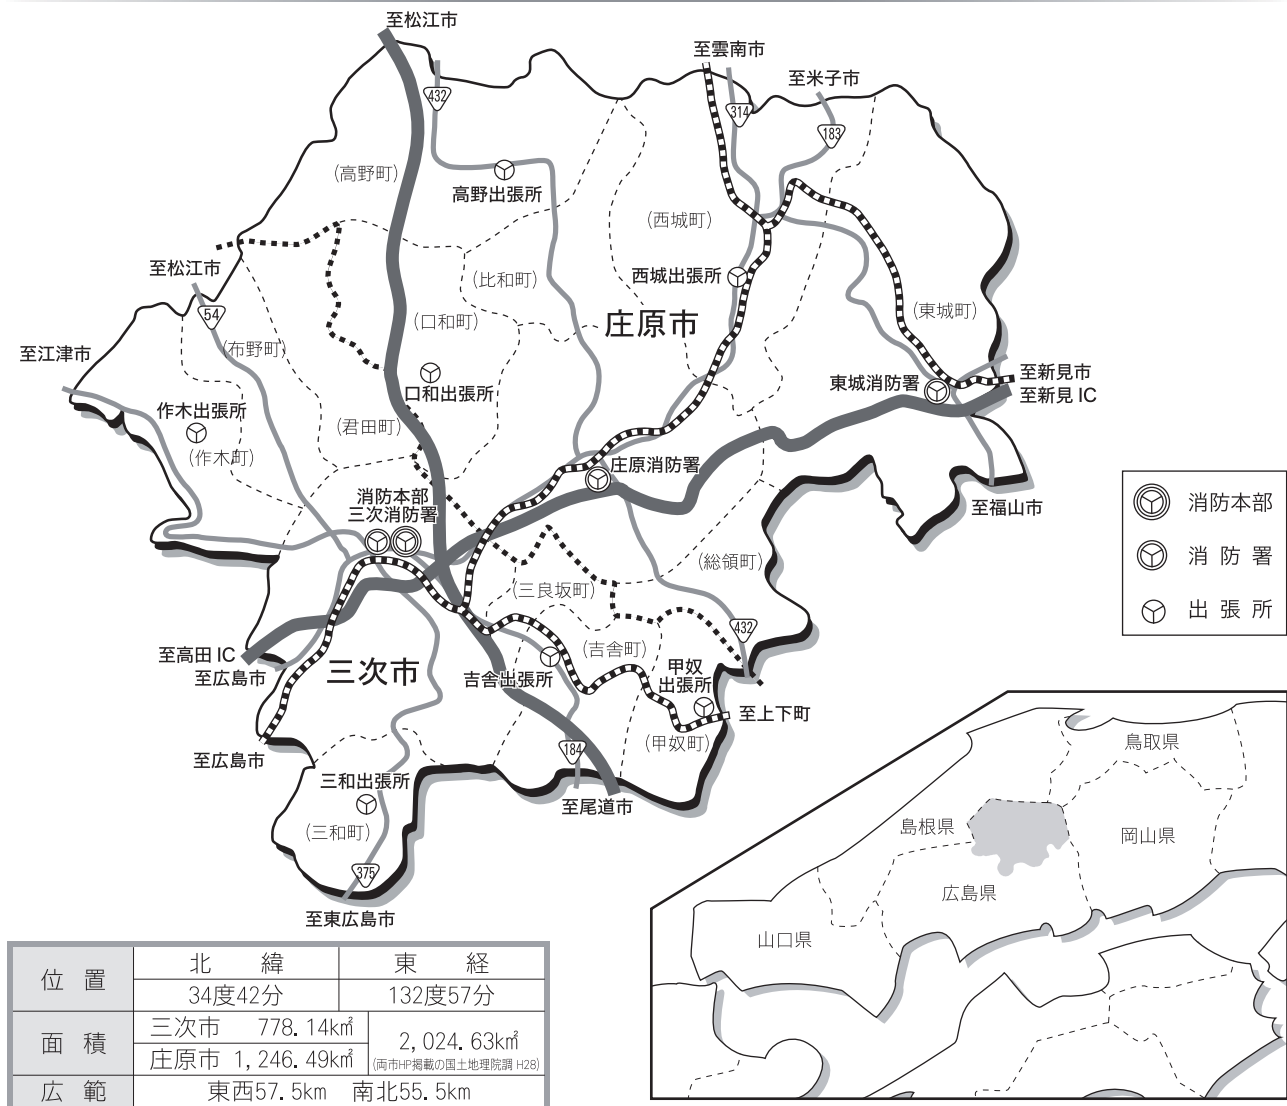 至松江市
至雲南市
至米子市
432
314
183
(高野町)
高野出張所
(西城町)
至松江市
(比和町)
西城出張所
54
(口和町)
庄原市
(東城町)
(布野町)
至江津市
口和出張所
東城消防署
至新見市
至新見IC
作木出張所
(君田町)
(作木町)
庄原消防署
消防本部
三次消防署
至福山市
(総領町)
(三良坂町)
432
(吉舎町)
至高田IC
至広島市
三次市
吉舎出張所
甲奴
出張所
至上下町
(甲奴町)
184
至広島市
三和出張所
至尾道市
(三和町)
375
至東広島市
消防本部
消防署
出張所
鳥取県
島根県
岡山県
広島県
山口県
位置 北緯 東経
34度42分 132度57分
面積 三次市 778.14k㎡ 2,024.63k㎡
庄原市 1,246.49k㎡ (両市HP掲載の国土地理院調 H28)
広範 東西57.5km 南北55.5km